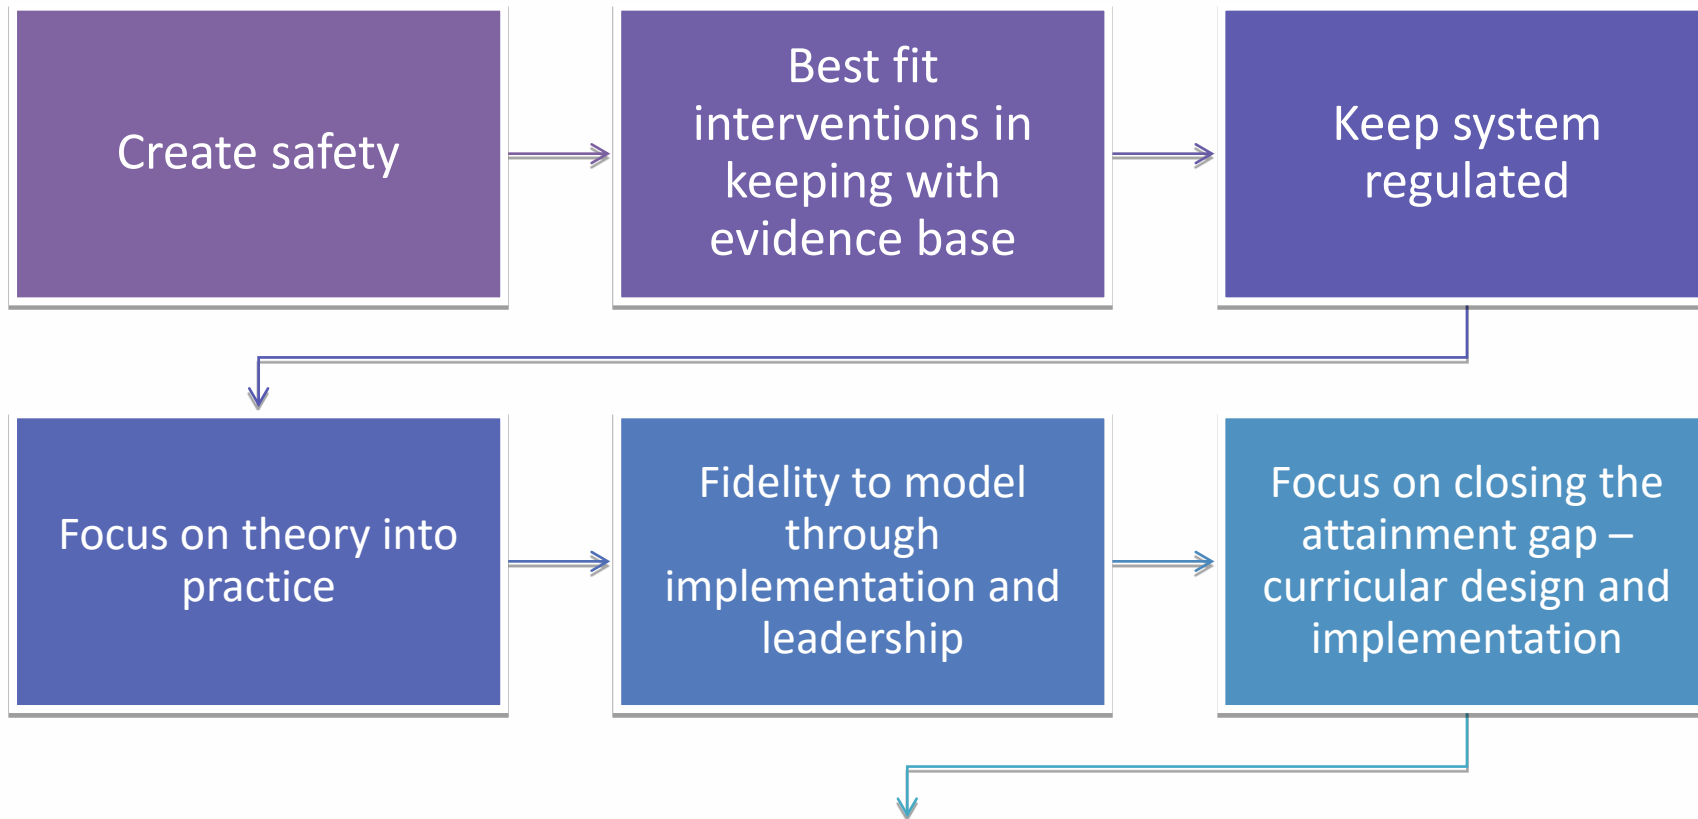 Create safety
Best fit
interventions in
keeping with
evidence base
Keep system
regulated
Focus on theory into
practice
Fidelity to model
through
implementation and
leadership
Focus on closing the
attainment gap –
curricular design and
implementation